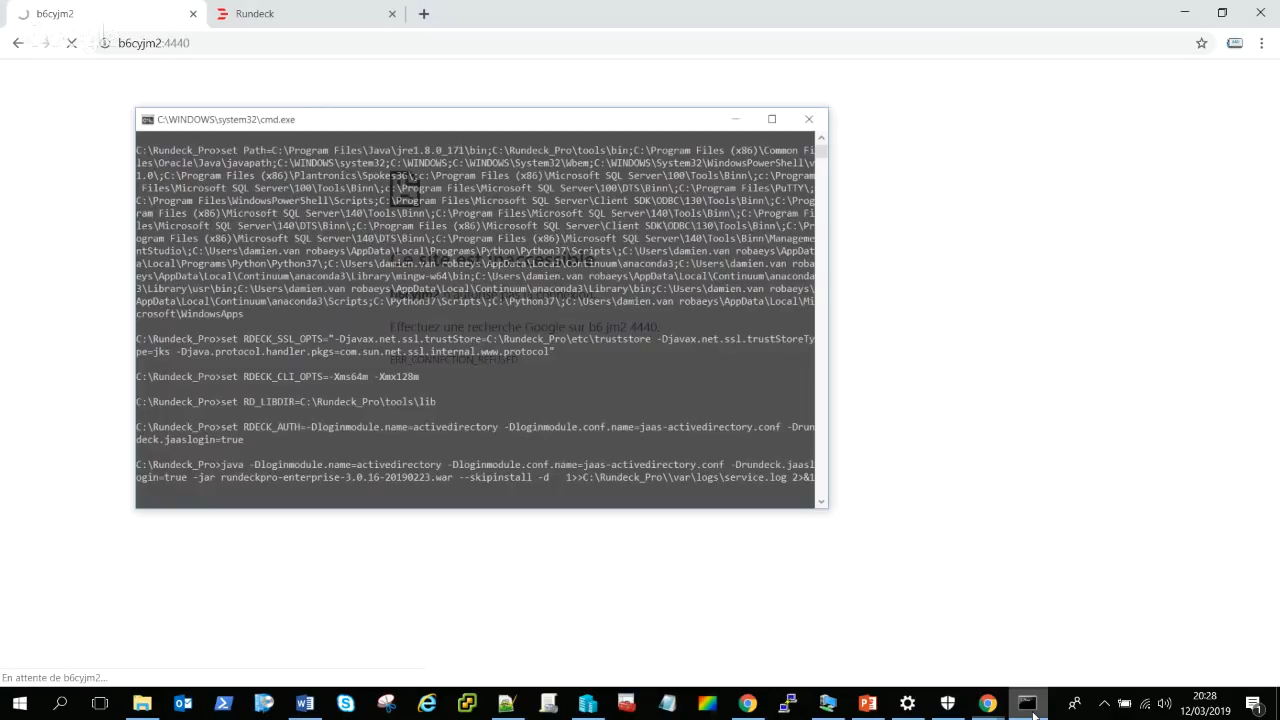 b6cyjm2
Rundeck
b6cyjm2:4440
C:\WINDOWS\system32\cmd.exe
C:\Rundeck_Pro>set Path=C:\Program Files\Java\jre1.8.0_171\bin;C:\Rundeck_Pro\tools\bin;C:\Program Files (x86)\Common Fi
les\Oracle\Java\javapath;C:\WINDOWS\system32;C:\WINDOWS;C:\WINDOWS\System32\Wbem;C:\WINDOWS\System32\WindowsPowerShell\v
1.0\;C:\Program Files (x86)\Plantronics\Spokes\;c:\Program Files (x86)\Microsoft SQL Server\100\Tools\Binn\;c:\Program
 Files\Microsoft SQL Server\100\Tools\Binn\;c:\Program Files\Microsoft SQL Server\100\DTS\Binn\;C:\Program Files\PuTTY\;
C:\Program Files\WindowsPowerShell\Scripts;C:\Program Files\Microsoft SQL Server\Client SDK\ODBC\130\Tools\Binn\;C:\Prog
ram Files (x86)\Microsoft SQL Server\140\Tools\Binn\;C:\Program Files\Microsoft SQL Server\140\Tools\Binn\;C:\Program Fi
les\Microsoft SQL Server\140\DTS\Binn\;C:\Program Files\Microsoft SQL Server\Client SDK\ODBC\130\Tools\Binn\;C:\Pr
ogram Files (x86)\Microsoft SQL Server\140\DTS\Binn\;C:\Program Files (x86)\Microsoft SQL Server\140\Tools\Binn\Manageme
ntStudio\;C:\Users\damien.van robaeys\AppData\Local\Programs\Python\Python37\Scripts\;C:\Users\damien.van robaeys\AppDat
a\Local\Programs\Python\Python37\;C:\Users\damien.van robaeys\AppData\Local\Continuum\anaconda3;C:\Users\damien.van roba
eys\AppData\Local\Continuum\anaconda3\Library\mingw-w64\bin;C:\Users\damien.van robaeys\AppData\Local\Continuum\anaconda
3\Library\usr\bin;C:\Users\damien.van robaeys\AppData\Local\Continuum\anaconda3\Library\bin;C:\Users\damien.van robaeys\
AppData\Local\Continuum\anaconda3\Scripts;C:\Python37\Scripts\;C:\Python37\;C:\Users\damien.van robaeys\AppData\Local\Mi
crosoft\WindowsApps
C:\Rundeck_Pro>set RDECK_SSL_OPTS="-Djavax.net.ssl.trustStore=C:\Rundeck_Pro\etc\truststore -Djavax.net.ssl.trustStoreTy
pe=jks -Djava.protocol.handler.pkgs=com.sun.net.ssl.internal.www.protocol"
Effectuez une recherche Google sur b6 jm2 4440.
ERR_CONNECTION_REFUSED
C:\Rundeck_Pro>set RDECK_CLI_OPTS=-Xms64m -Xmx128m
C:\Rundeck_Pro>set RD_LIBDIR=C:\Rundeck_Pro\tools\lib
C:\Rundeck_Pro>set RDECK_AUTH=-Dloginmodule.name=activedirectory -Dloginmodule.conf.name=jaas-activedirectory.conf -Drun
deck.jaaslogin=true
C:\Rundeck_Pro>java -Dloginmodule.name=activedirectory -Dloginmodule.conf.name=jaas-activedirectory.conf -Drundeck.jaasl
ogin=true -jar rundeckpro-enterprise-3.0.16-20190223.war --skipinstall -d   1>>C:\Rundeck_Pro\\var\logs\service.log 2>&1
En attente de b6cyjm2...
20:28
12/03/2019